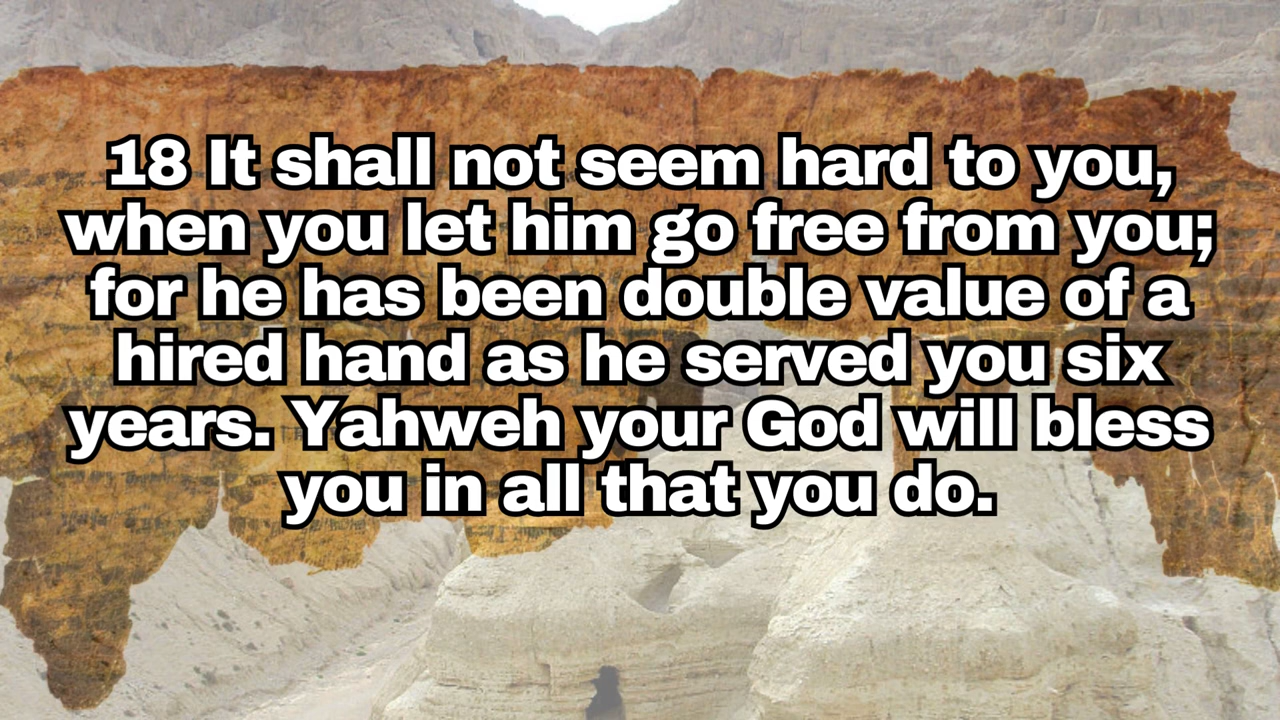 18 It shall not seem hard to you,
when you let him go free from you;
for he has been double value of a
hired hand as he served you six
years. Yahweh your God will bless
you in all that you do.